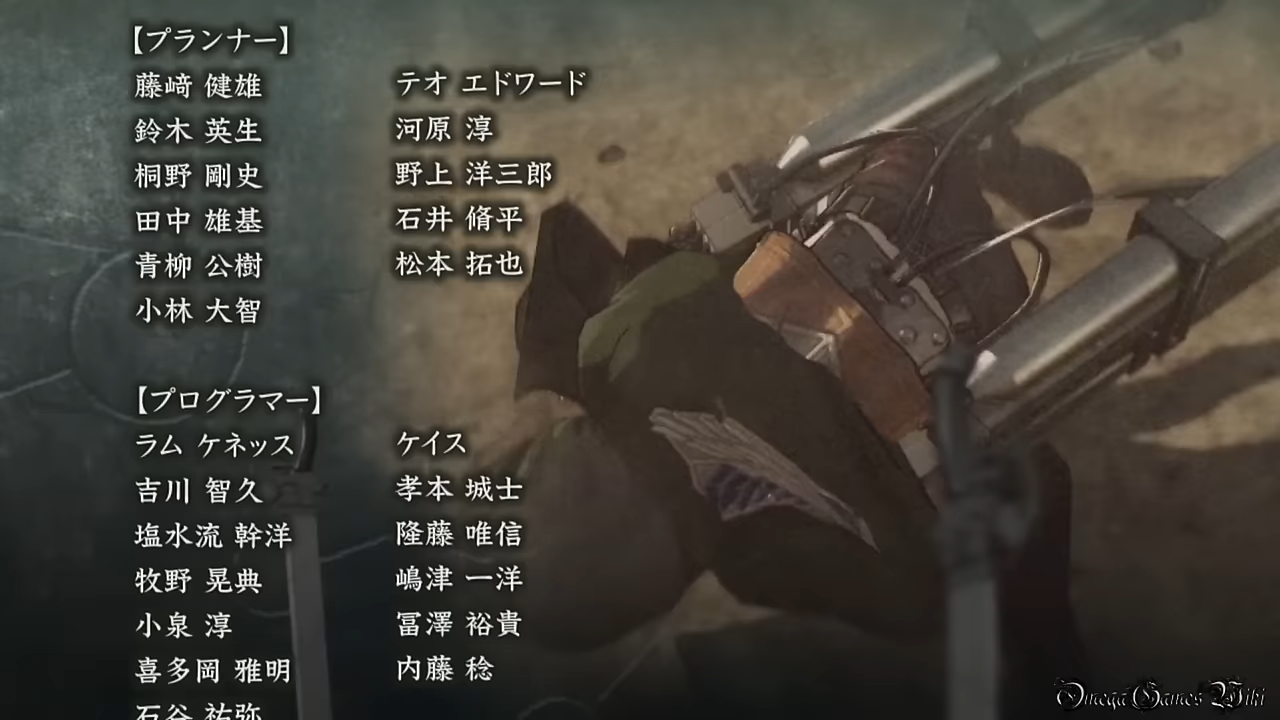 【プランナー】
藤﨑 健雄
鈴木 英生
桐野 剛史
田中 雄基
青柳 公樹
小林 大智
テオ エドワード
河原 淳
野上 洋三郎
石井 脩平
松本 拓也
【プログラマー】
ラム ケネッス
吉川 智久
塩水流 幹洋
牧野 晃典
小泉 淳
喜多岡 雅明
石谷 祐弥
ケイス
孝本 城士
隆藤 唯信
嶋津 一洋
冨澤 裕貴
内藤 稔
Omega Games Wiki